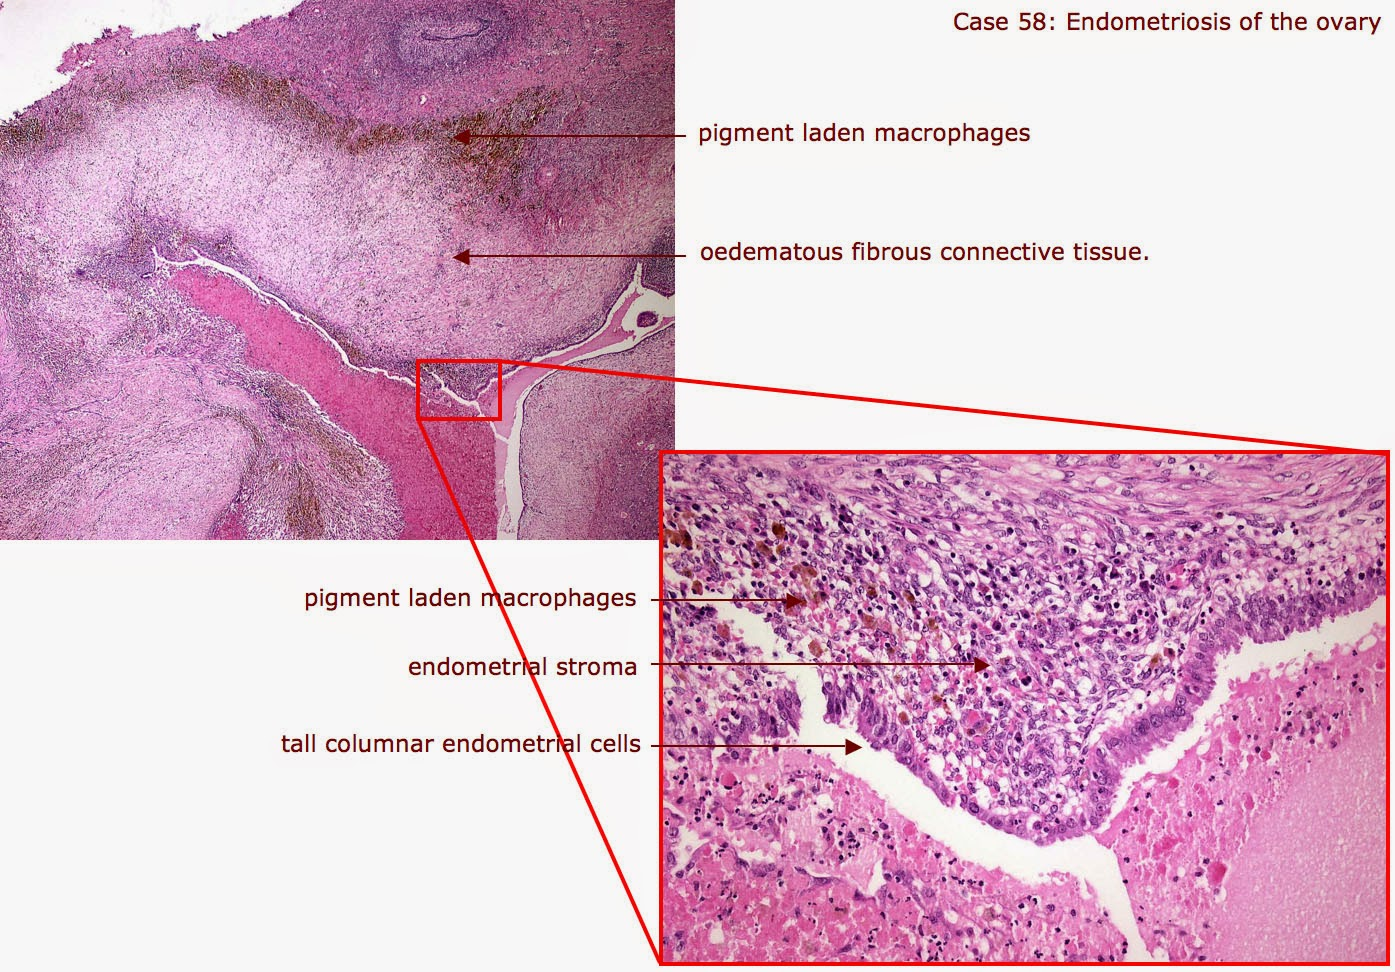 Case 58: Endometriosis of the ovary
pigment laden macrophages
oedematous fibrous connective tissue.
pigment laden macrophages
endometrial stroma
tall columnar endometrial cells